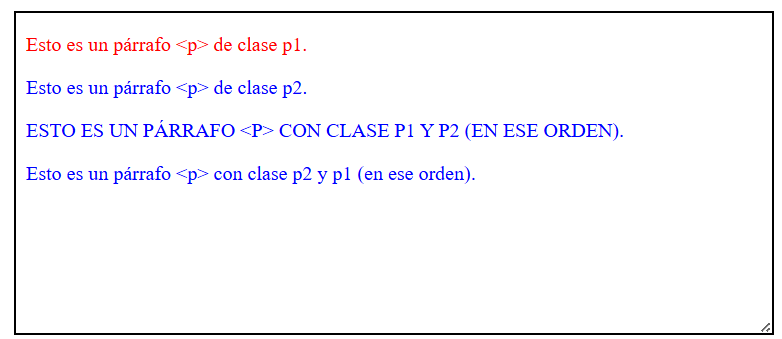 Esto es un párrafo <p> de clase p1.
Esto es un párrafo <p> de clase p2.
ESTO ES UN PÁRRAFO <P> CON CLASE P1 Y P2 (EN ESE ORDEN).
Esto es un párrafo <p> con clase p2 y p1 (en ese orden).